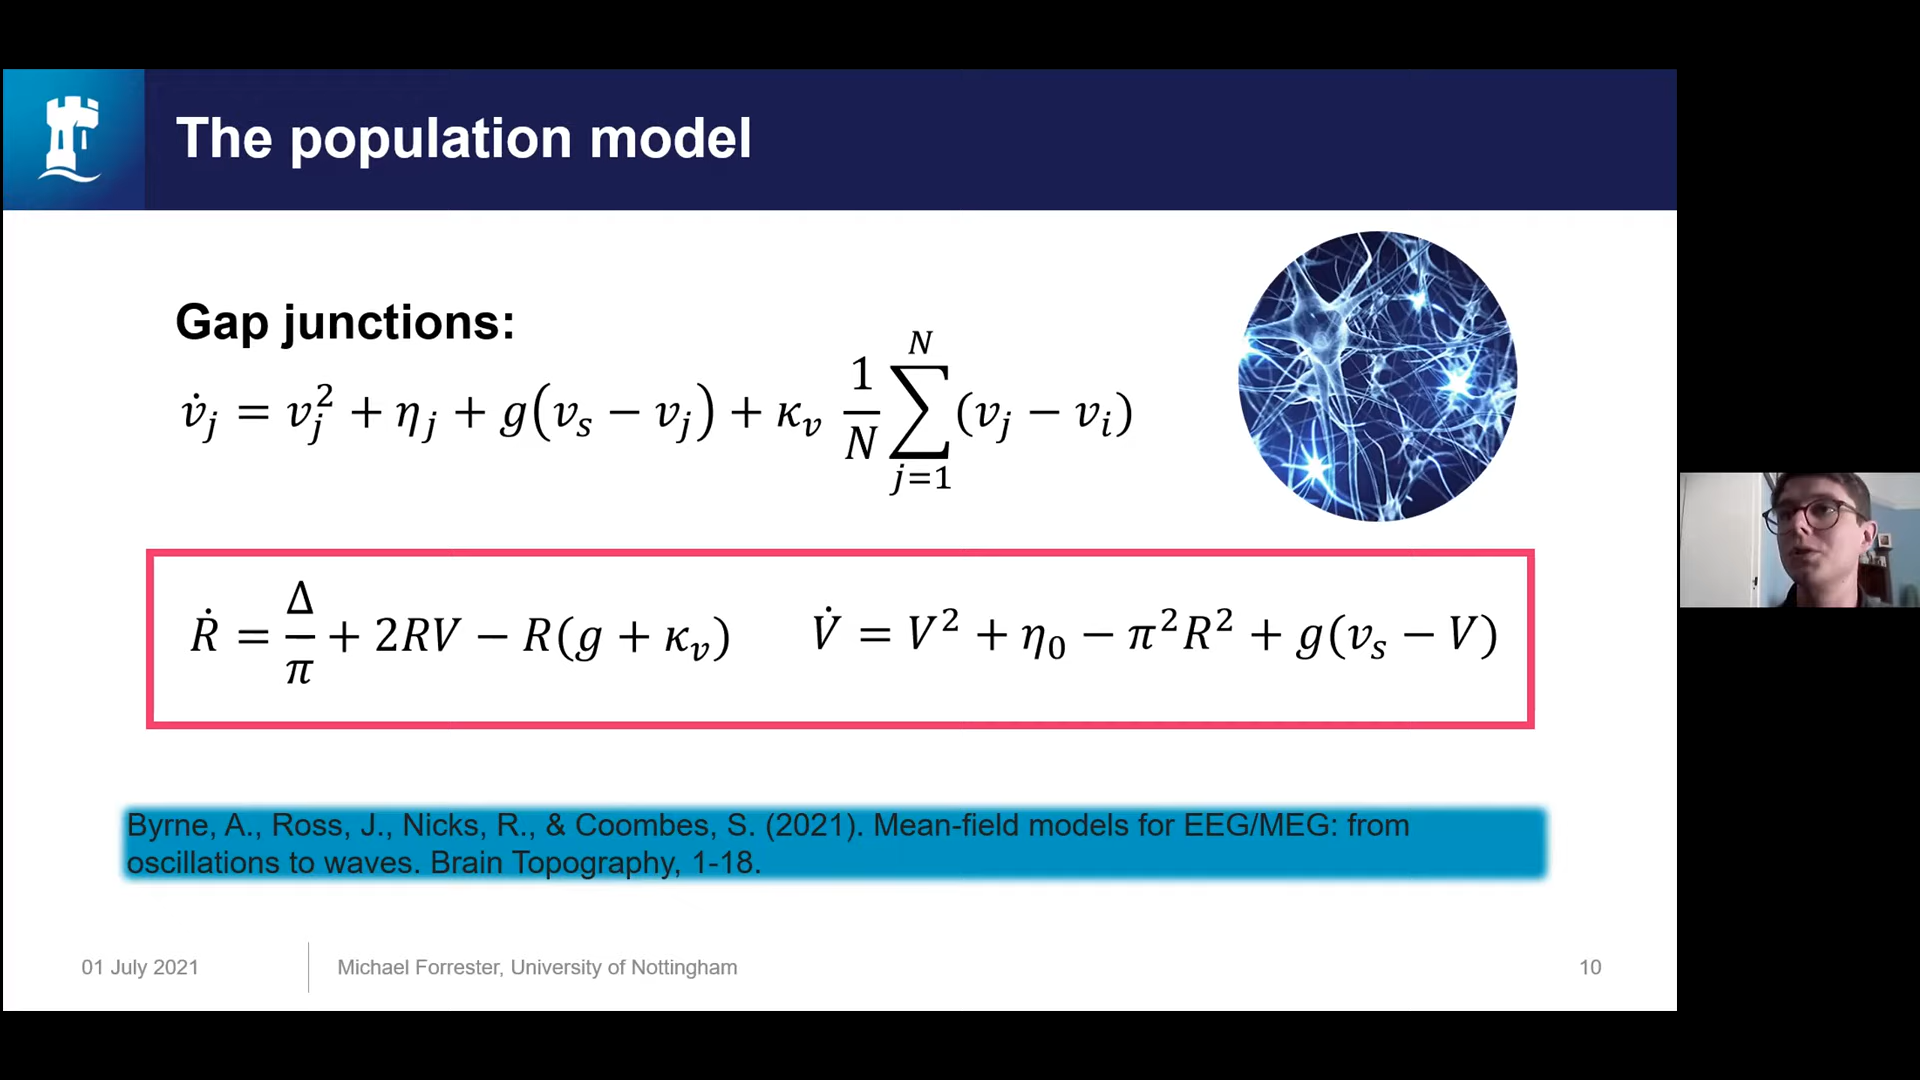 The population model
Gap junctions:
v̇ⱼ = vⱼ² + ηⱼ + g(vₛ − vⱼ) + κᵥ 1/N ∑ⱼ₌₁ᴺ (vⱼ − vᵢ)
Ṙ = Δ/π + 2RV − R(g + κᵥ) V̇ = V² + η₀ − π²R² + g(vₛ − V)
Byrne, A., Ross, J., Nicks, R., & Coombes, S. (2021). Mean-field models for EEG/MEG: from
oscillations to waves. Brain Topography, 1-18.
01 July 2021 Michael Forrester, University of Nottingham 10